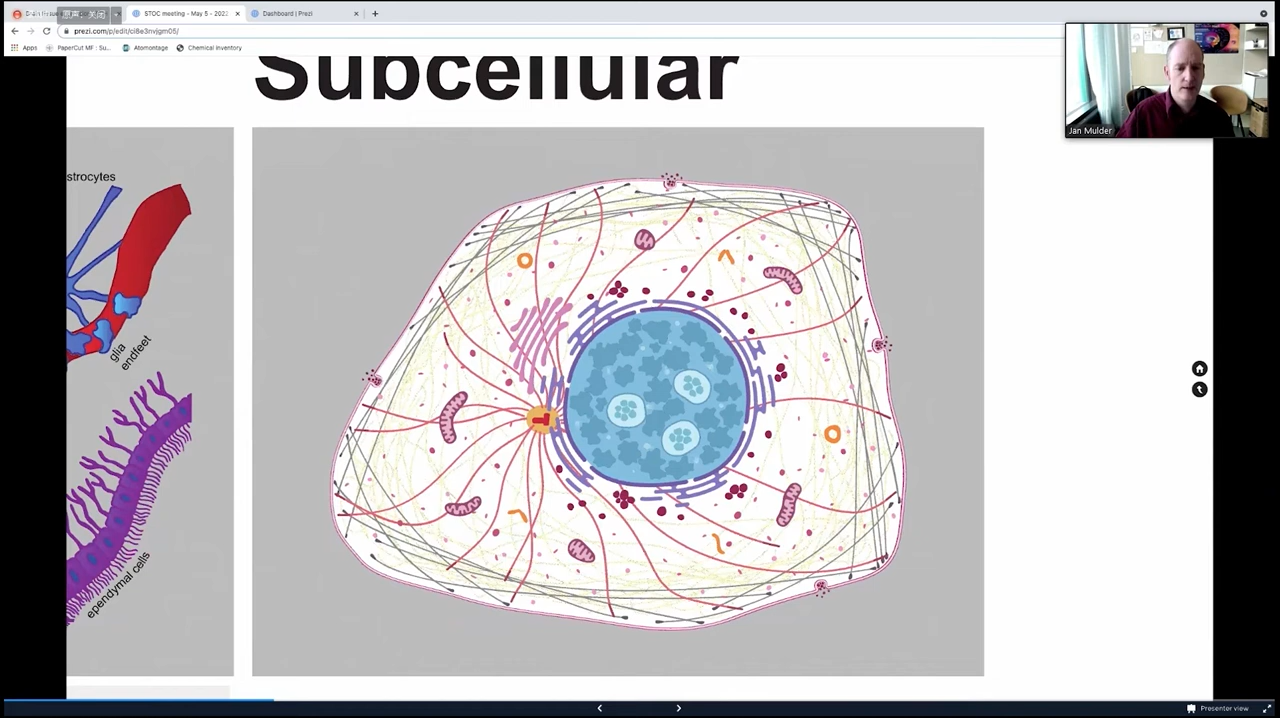 STOC meeting - May 5 - 2022
Dashboard | Prezi
prezi.com/p/edit/ci8e3nvjgm05/
Apps
PaperCut MF : Su...
Atomontage
Chemical Inventory
Subcellular
Jan Mulder
strocytes
glia
endfeet
ependymal cells
Presenter view